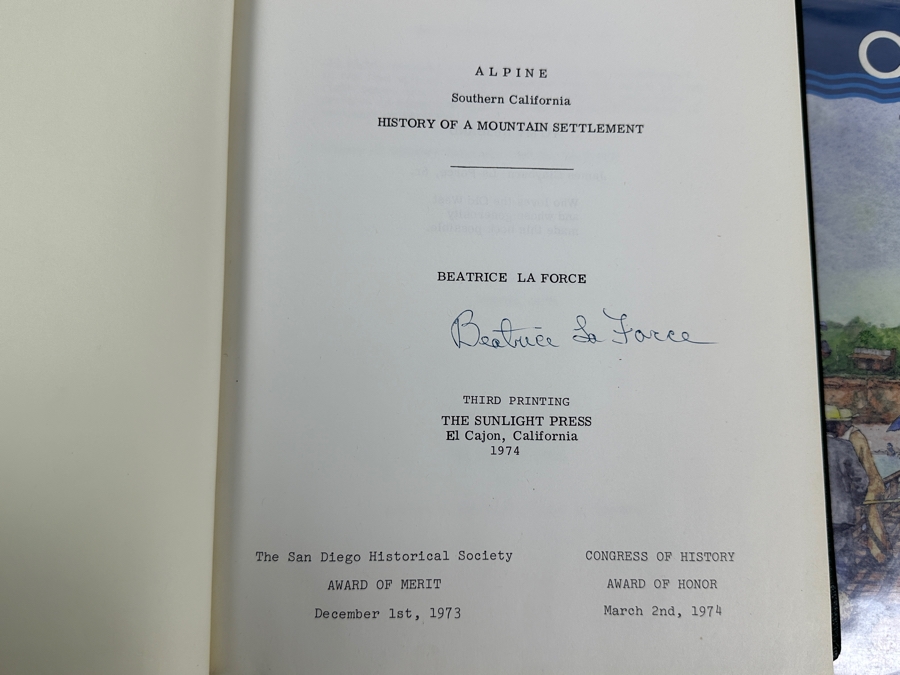 ALPINE
Southern California
HISTORY OF A MOUNTAIN SETTLEMENT
BEATRICE LA FORCE
Beatrice La Force
THIRD PRINTING
THE SUNLIGHT PRESS
El Cajon, California
1974
The San Diego Historical Society
AWARD OF MERIT
December 1st, 1973
CONGRESS OF HISTORY
AWARD OF HONOR
March 2nd, 1974